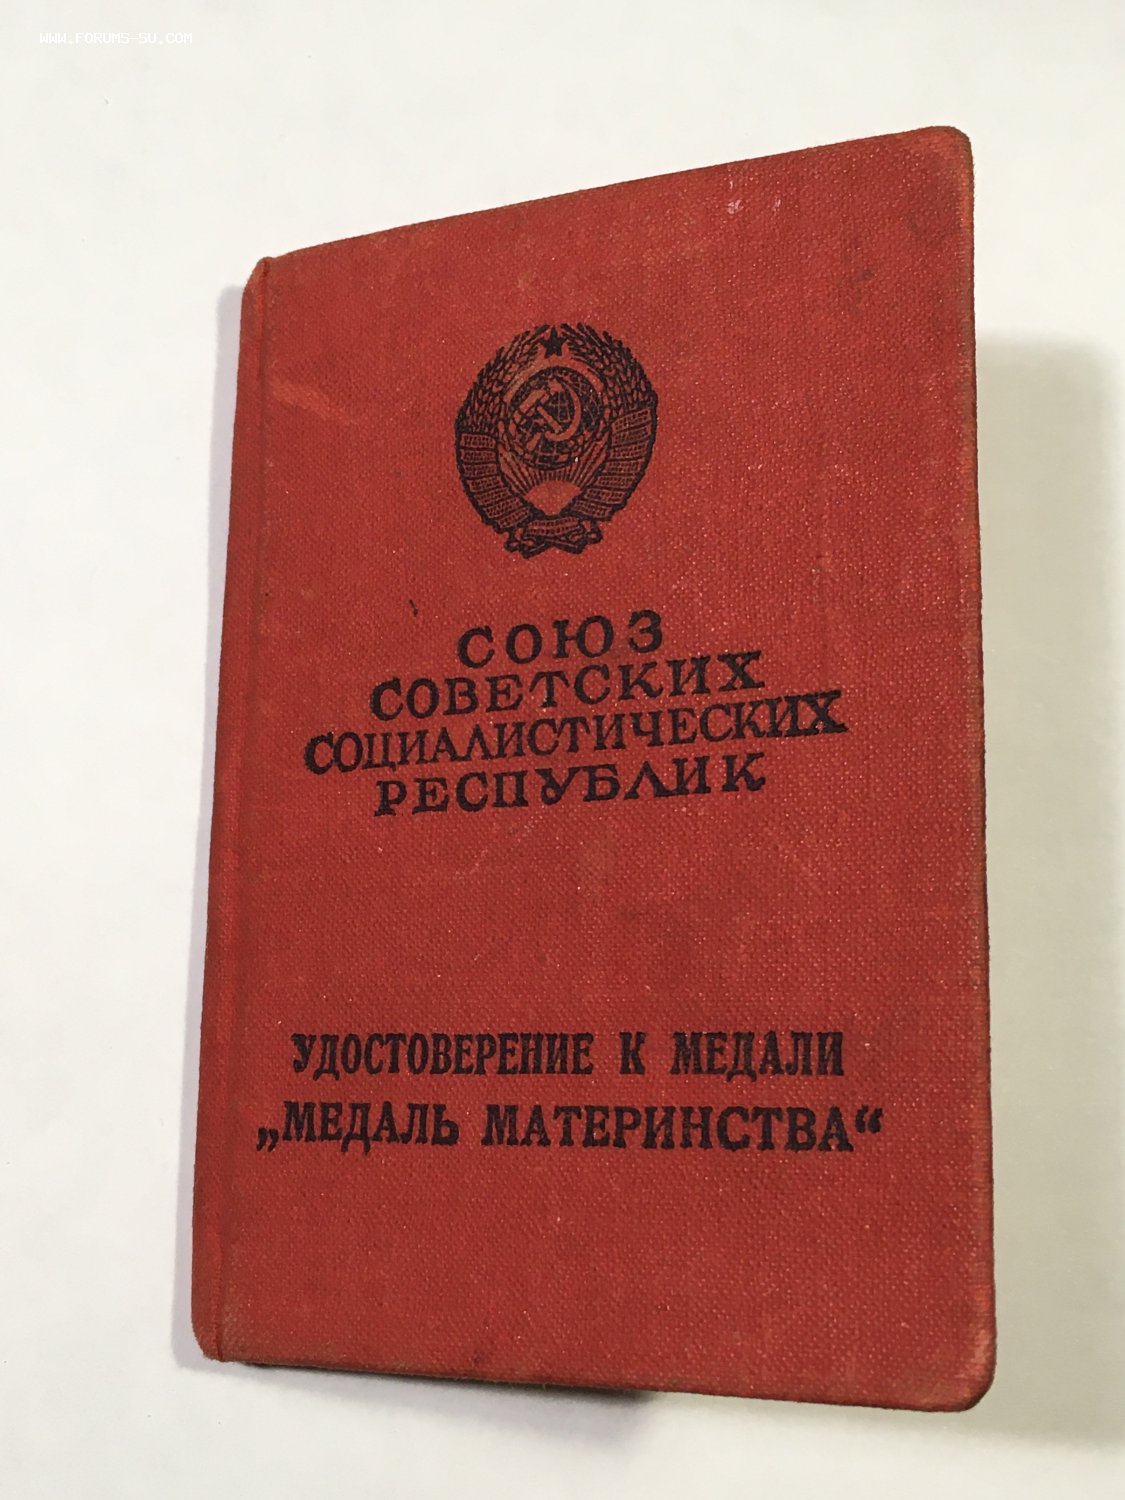 WWW.FORUMS-SU.COM
СОЮЗ
СОВЕТСКИХ
СОЦИАЛИСТИЧЕСКИХ
РЕСПУБЛИК
УДОСТОВЕРЕНИЕ К МЕДАЛИ
„МЕДАЛЬ МАТЕРИНСТВА“